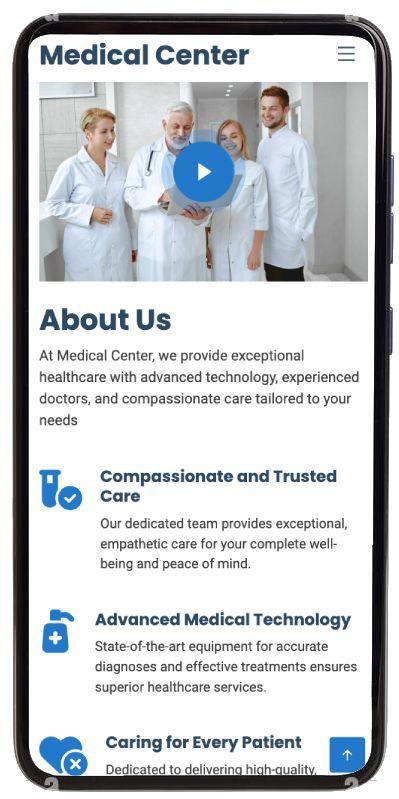 Medical Center
About Us
At Medical Center, we provide exceptional
healthcare with advanced technology, experienced
doctors, and compassionate care tailored to your
needs
Compassionate and Trusted
Care
Our dedicated team provides exceptional,
empathetic care for your complete well-
being and peace of mind.
Advanced Medical Technology
State-of-the-art equipment for accurate
diagnoses and effective treatments ensures
superior healthcare services.
Caring for Every Patient
Dedicated to delivering high-quality,